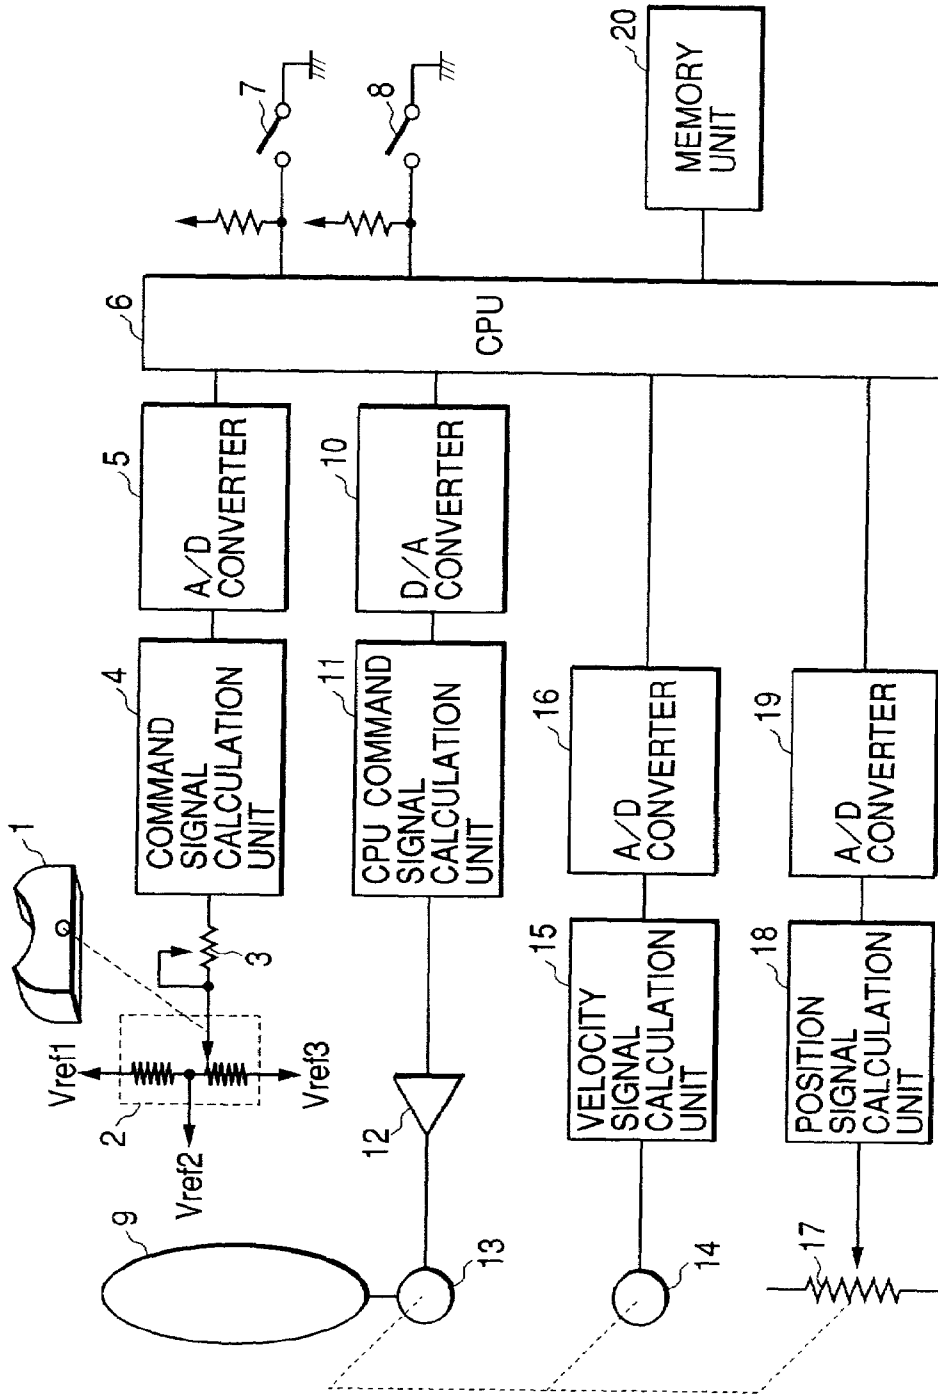 1
Vref1
2
Vref2
Vref3
3
4
COMMAND
SIGNAL
CALCULATION
UNIT
5
A/D
CONVERTER
6
CPU
7
8
9
10
D/A
CONVERTER
11
CPU COMMAND
SIGNAL
CALCULATION
UNIT
12
13
14
15
VELOCITY
SIGNAL
CALCULATION
UNIT
16
A/D
CONVERTER
17
18
POSITION
SIGNAL
CALCULATION
UNIT
19
A/D
CONVERTER
20
MEMORY
UNIT